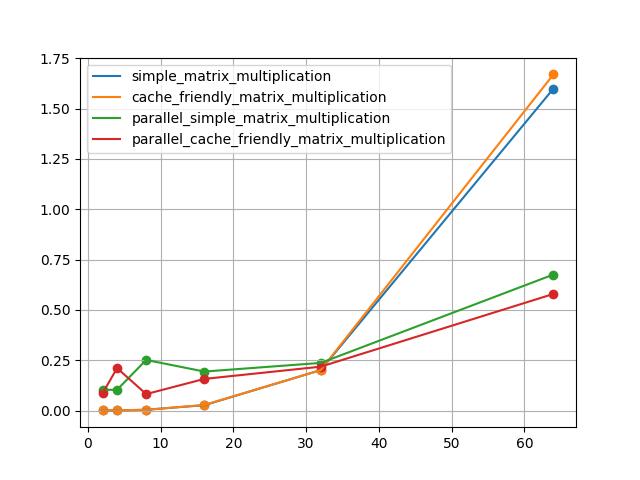 simple_matrix_multiplication
cache_friendly_matrix_multiplication
parallel_simple_matrix_multiplication
parallel_cache_friendly_matrix_multiplication
1.75
1.50
1.25
1.00
0.75
0.50
0.25
0.00
0 10 20 30 40 50 60